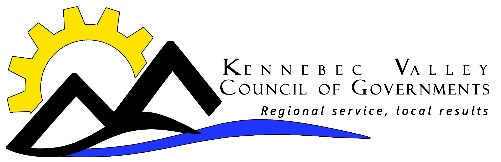 Kennebec Valley
Council of Governments
Regional service, local results